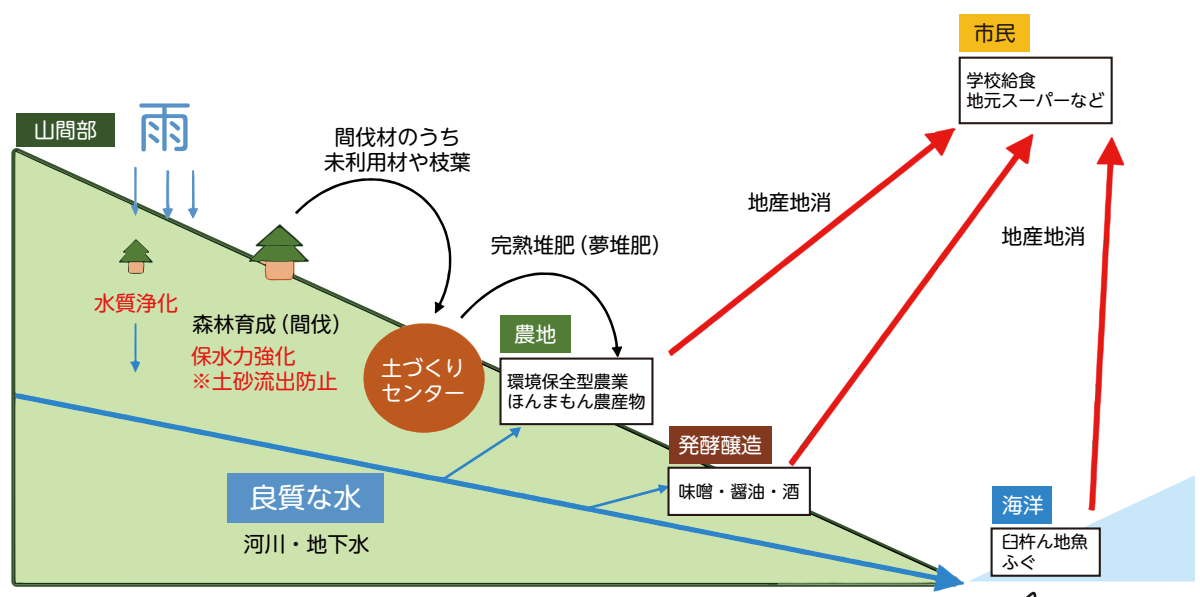 市民
学校給食
地元スーパーなど
山間部
雨
間伐材のうち
未利用材や枝葉
地産地消
地産地消
完熟堆肥(夢堆肥)
水質浄化
森林育成(間伐)
保水力強化
※土砂流出防止
土づくり
センター
農地
環境保全型農業
ほんまもん農産物
発酵醸造
味噌・醤油・酒
良質な水
河川・地下水
海洋
臼杵ん地魚
ふぐ